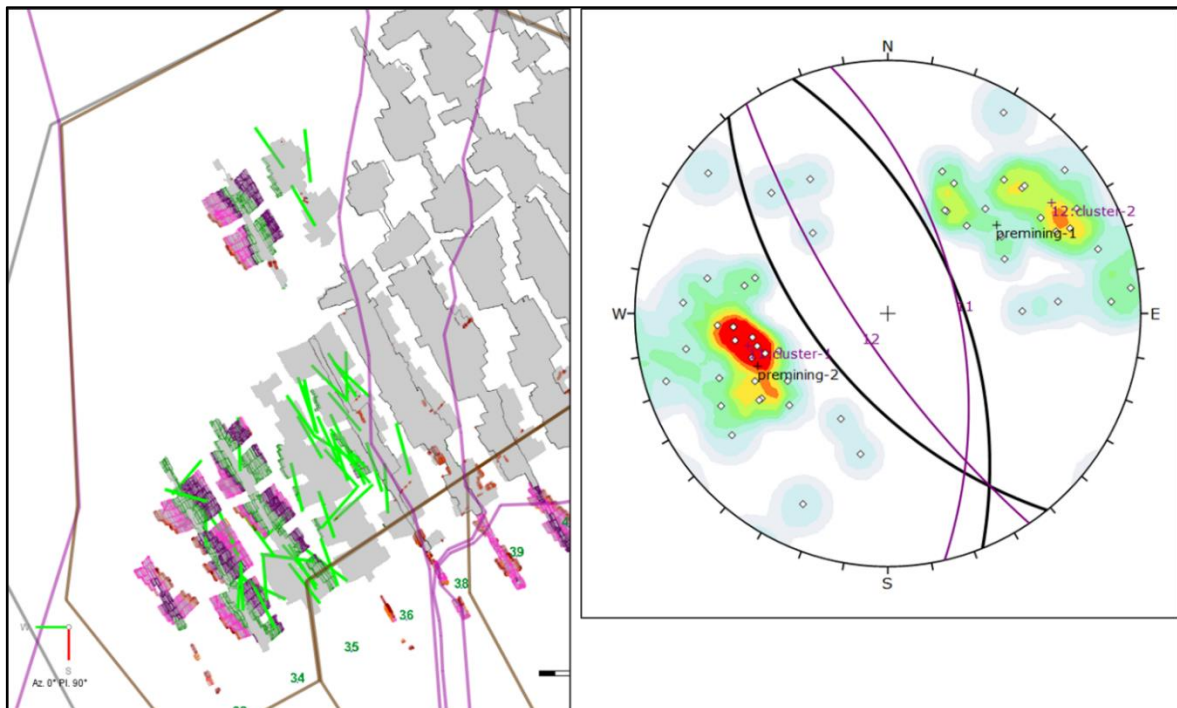 39
38
36
35
34
W
S
Az. 0° Pl. 90°
N
12:cluster-2
premining-1
11
W
E
12
cluster-1
premining-2
S